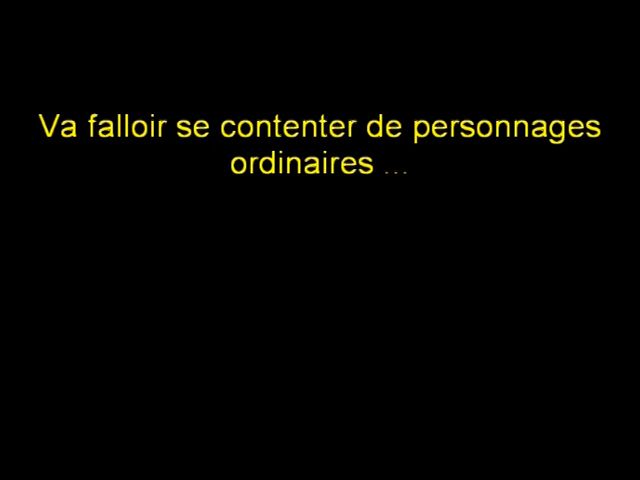 Va falloir se contenter de personnages
ordinaires ...